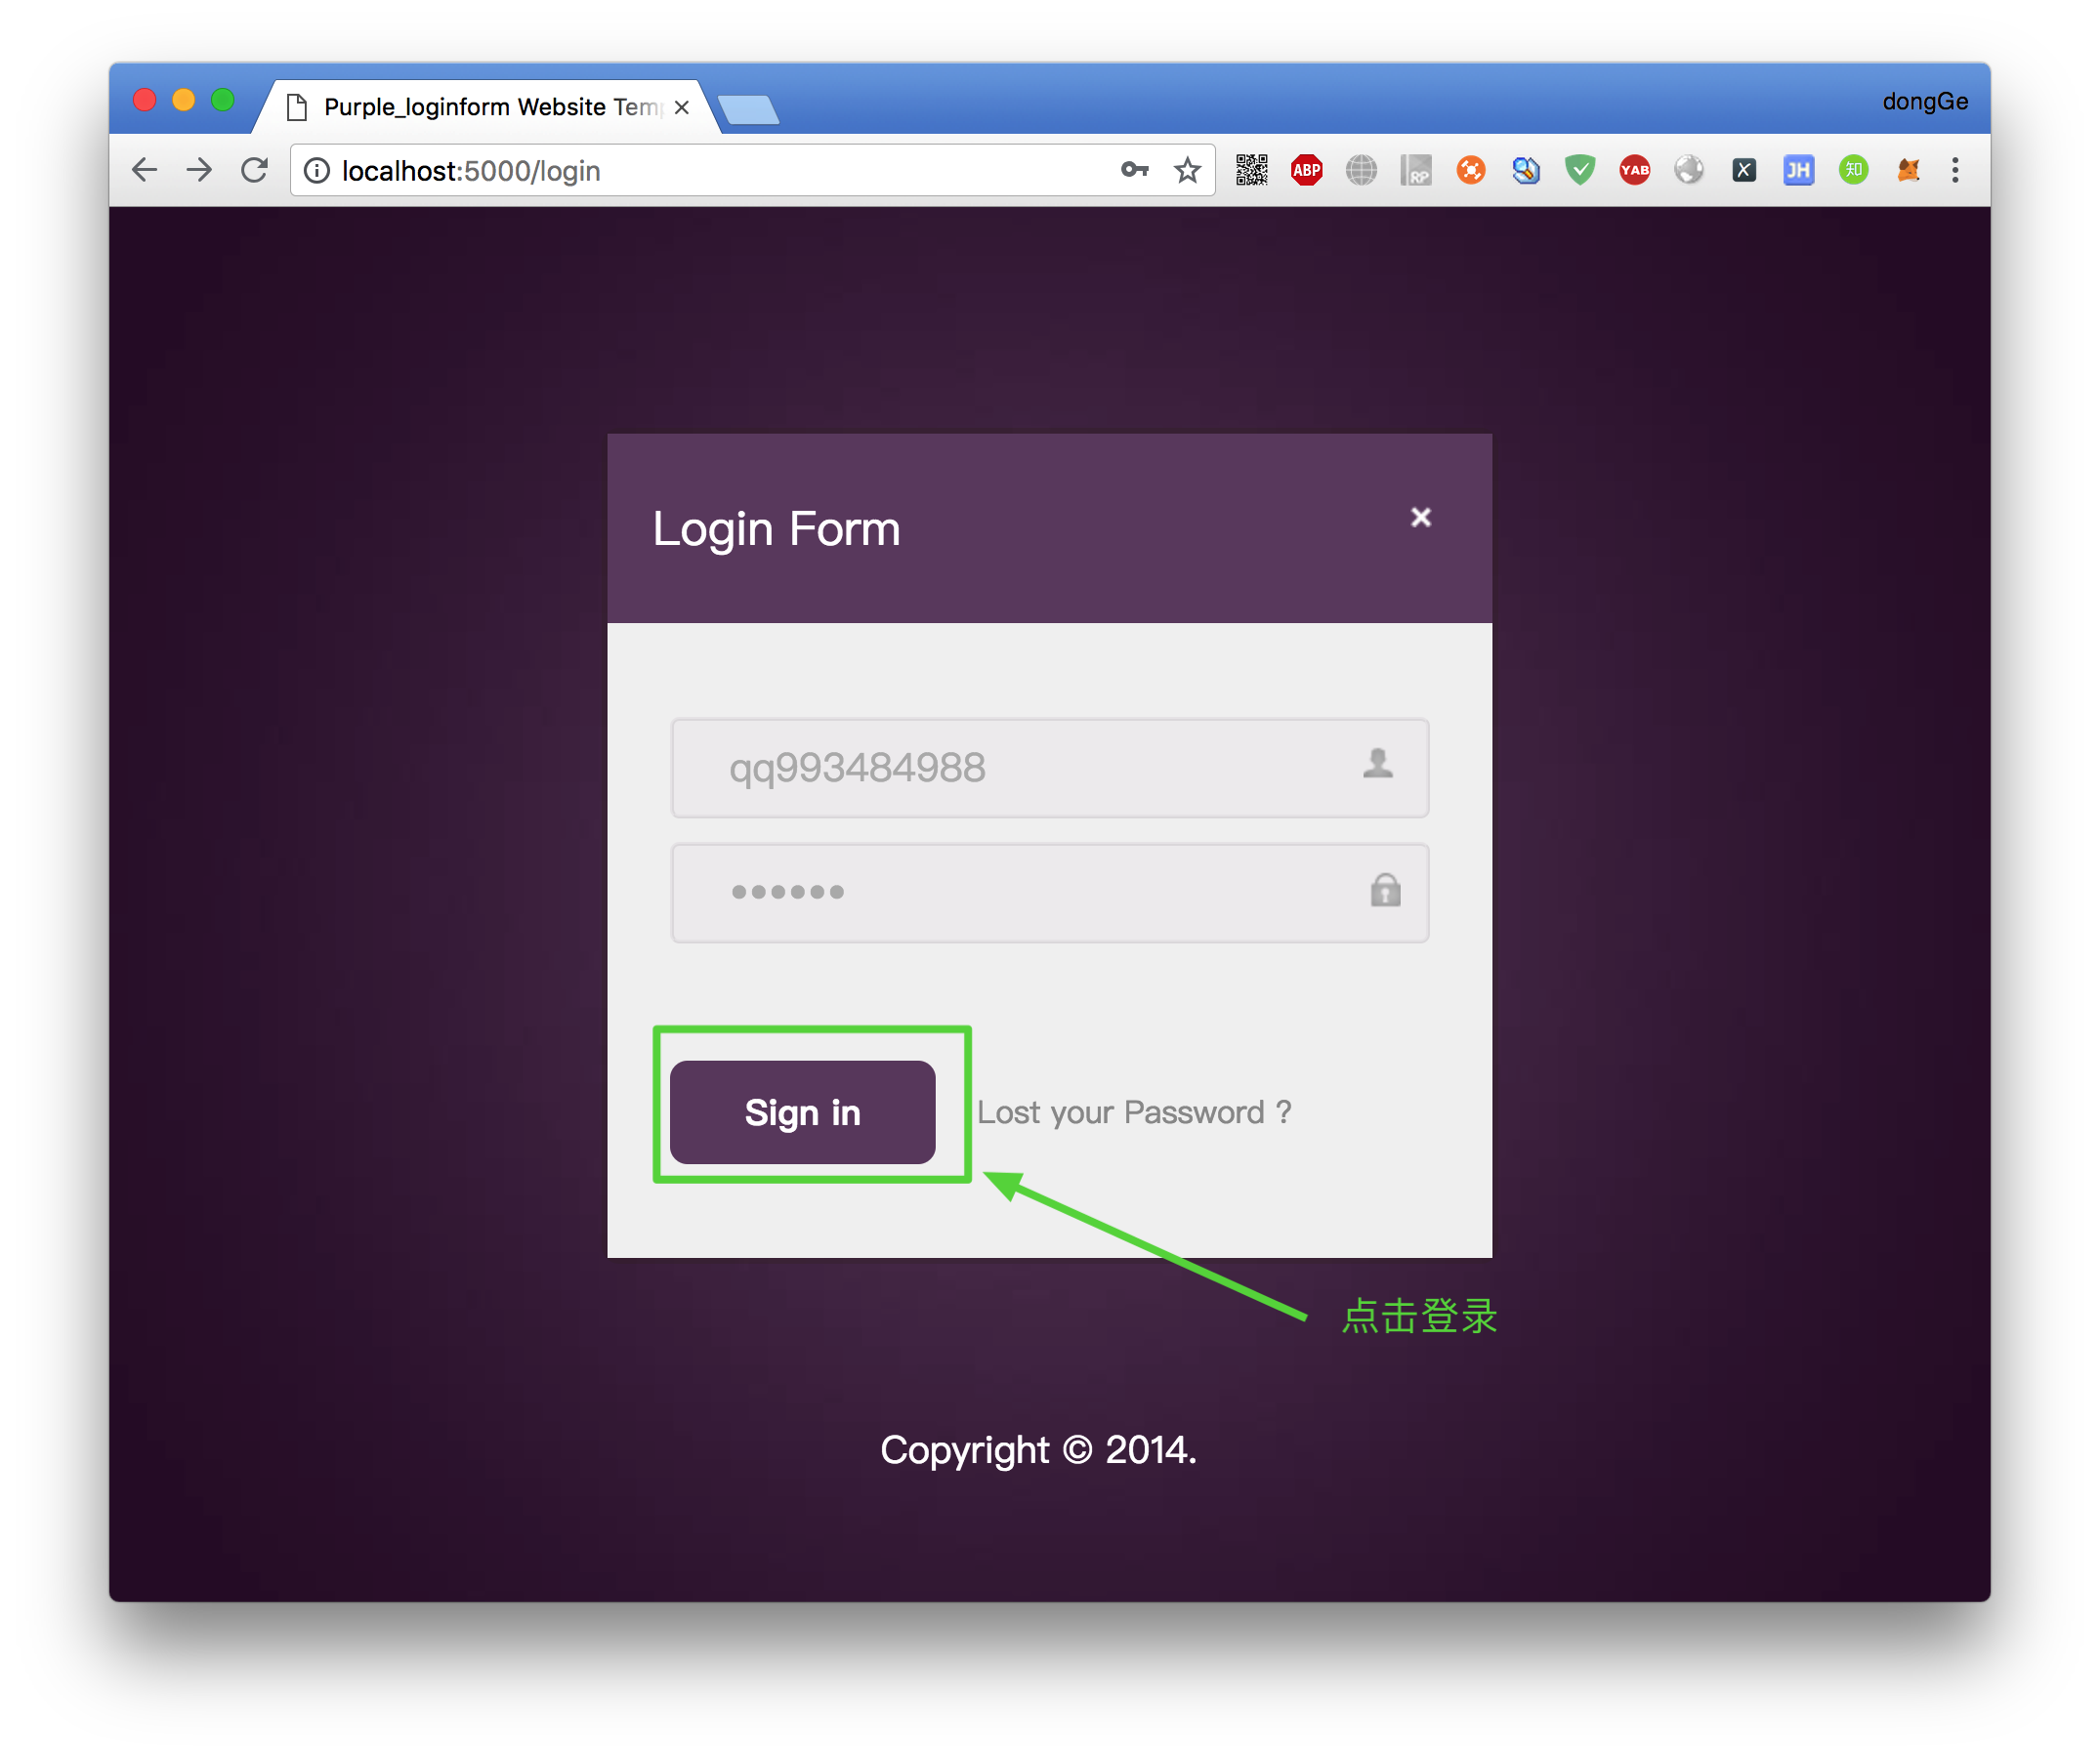 dongGe
Purple_loginform Website Tem
localhost:5000/login
ABP
RP
YAB
X
JH
知
Login Form
qq993484988
••••••
Sign in
Lost your Password ?
点击登录
Copyright © 2014.